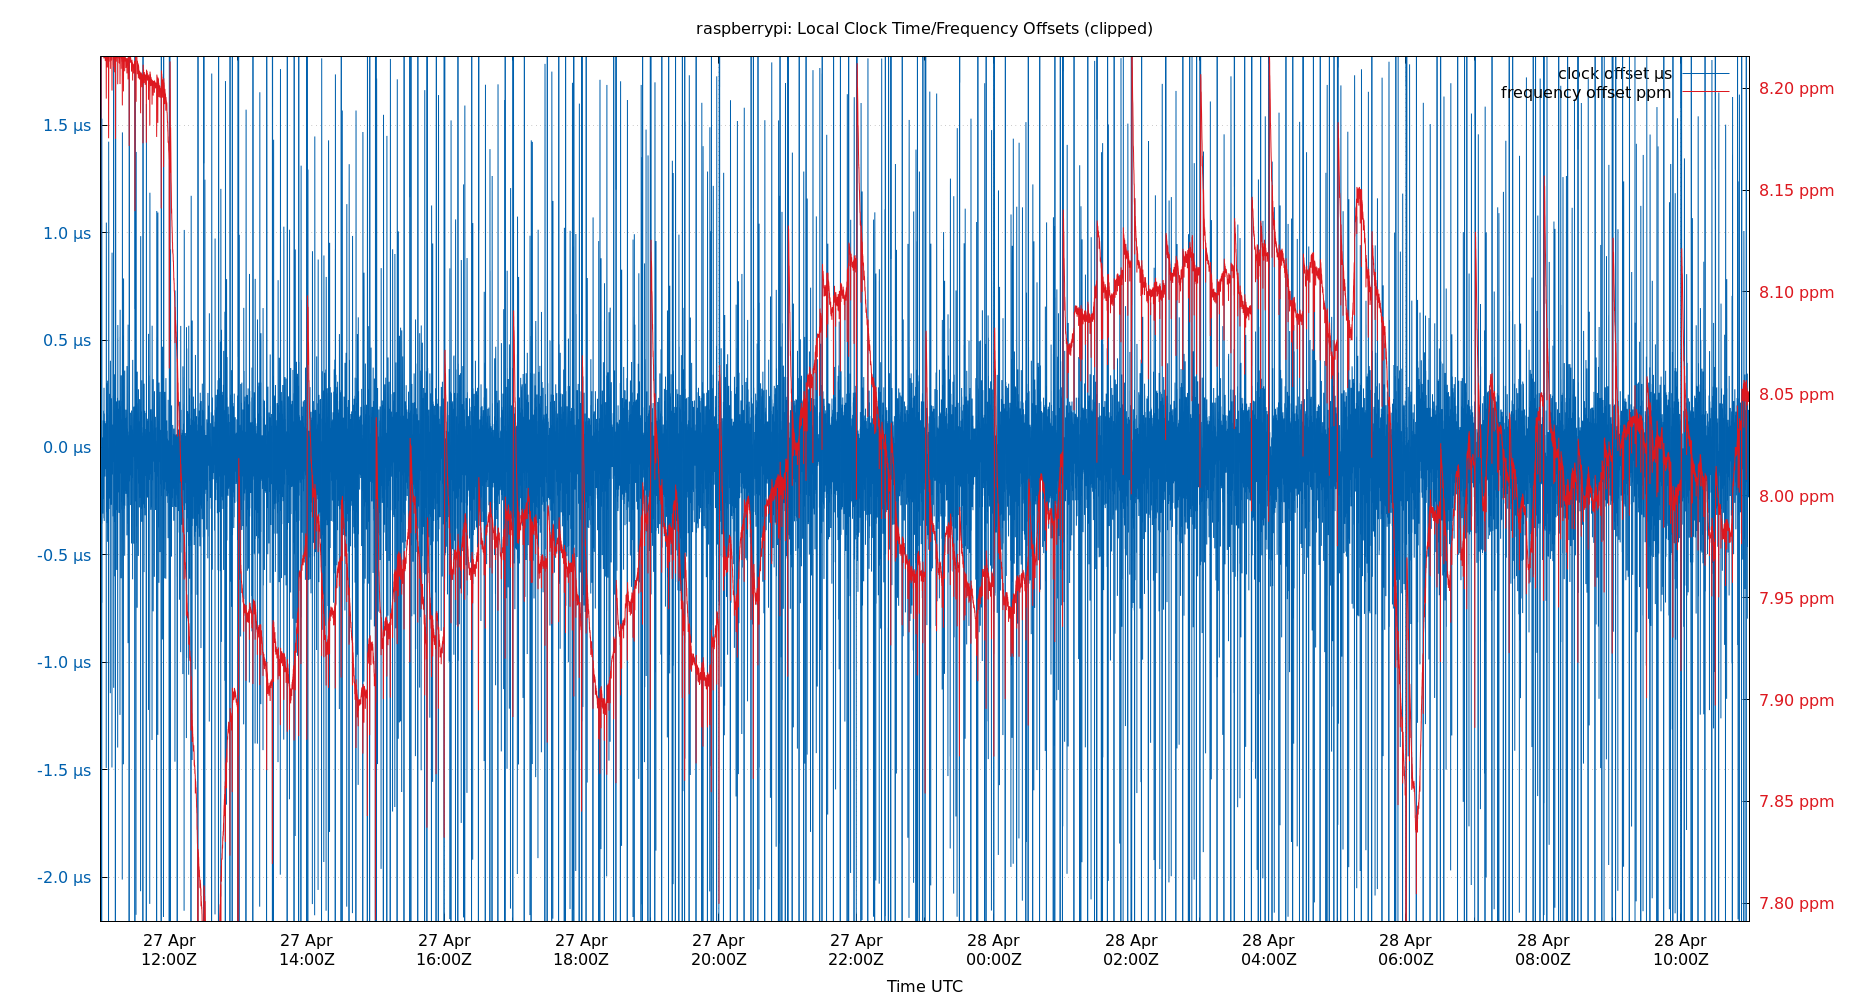 raspberrypi: Local Clock Time/Frequency Offsets (clipped)
clock offset µs
frequency offset ppm
1.5 µs
1.0 µs
0.5 µs
0.0 µs
-0.5 µs
-1.0 µs
-1.5 µs
-2.0 µs
8.20 ppm
8.15 ppm
8.10 ppm
8.05 ppm
8.00 ppm
7.95 ppm
7.90 ppm
7.85 ppm
7.80 ppm
27 Apr 27 Apr 27 Apr 27 Apr 27 Apr 27 Apr 28 Apr 28 Apr 28 Apr 28 Apr 28 Apr 28 Apr
12:00Z 14:00Z 16:00Z 18:00Z 20:00Z 22:00Z 00:00Z 02:00Z 04:00Z 06:00Z 08:00Z 10:00Z
Time UTC